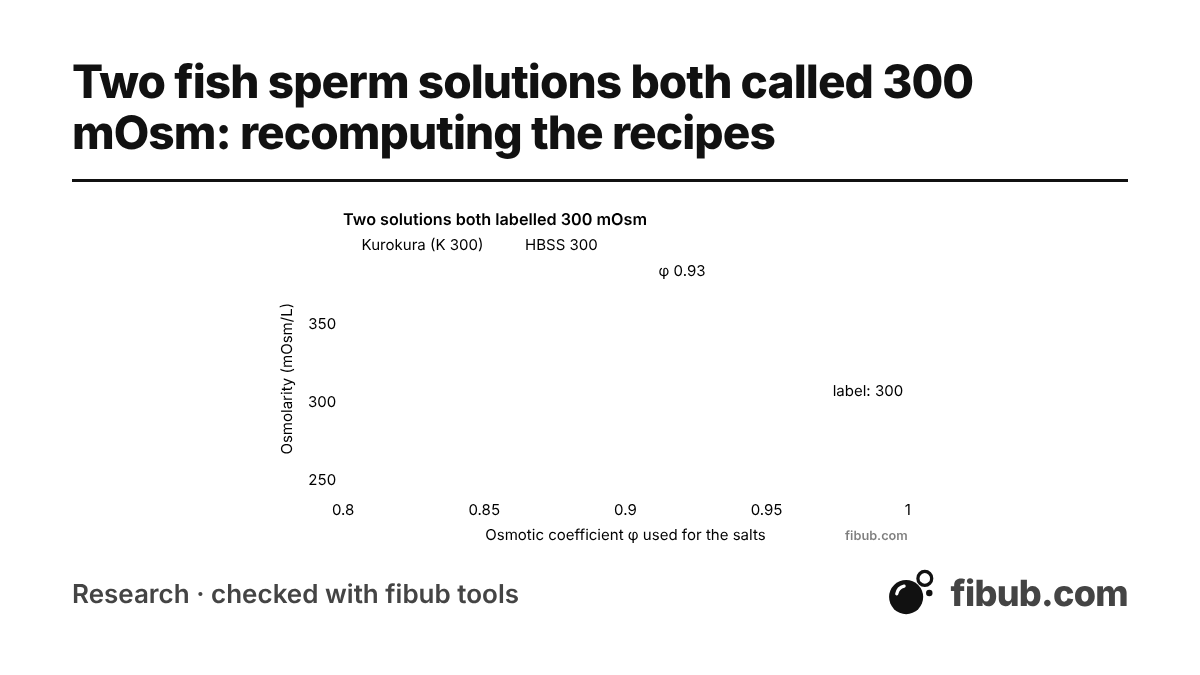 Two fish sperm solutions both called 300
mOsm: recomputing the recipes
Two solutions both labelled 300 mOsm
Kurokura (K 300) HBSS 300
φ 0.93
Osmolarity (mOsm/L)
350
label: 300
300
250
0.8 0.85 0.9 0.95 1
Osmotic coefficient φ used for the salts
fibub.com
Research · checked with fibub tools
fibub.com